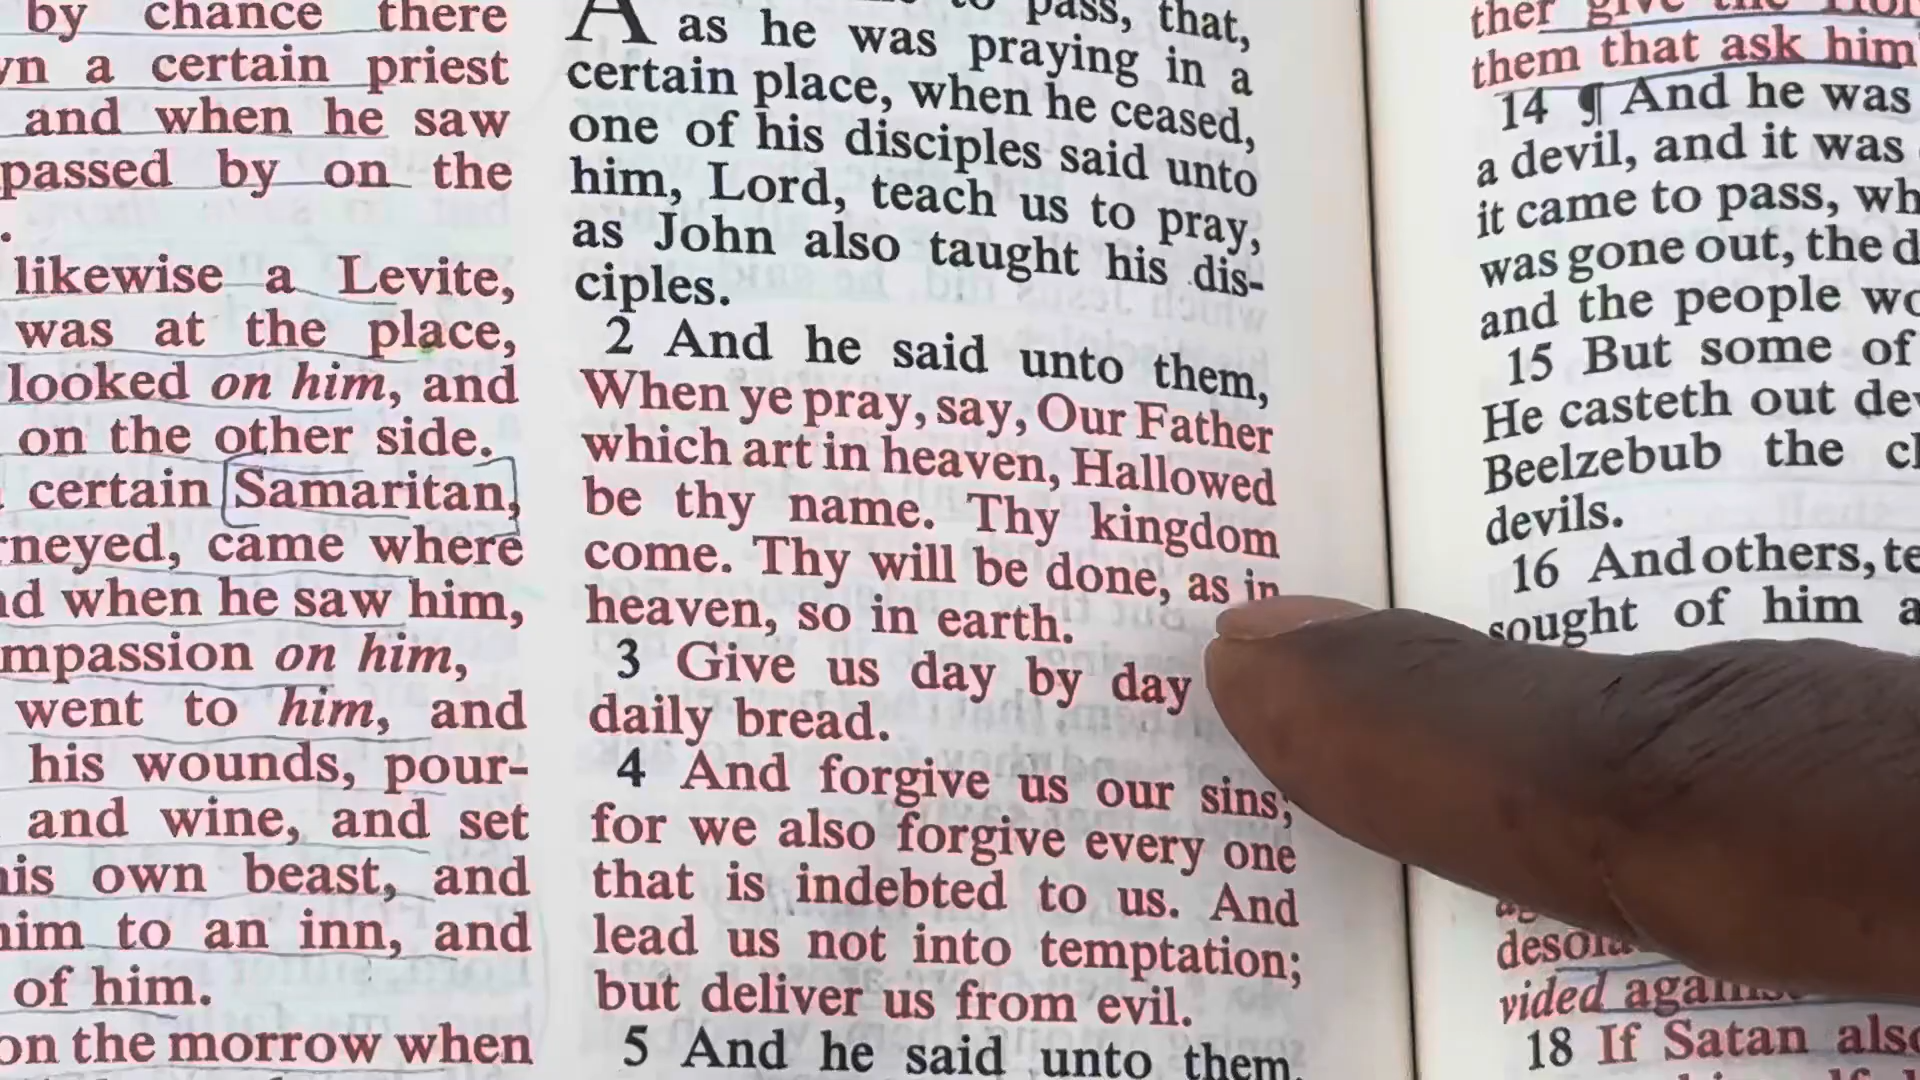 by chance there
a certain priest
and when he saw
passed by on the
likewise a Levite,
was at the place,
looked on him, and
on the other side.
certain Samaritan,
neyed, came where
when he saw him,
mpassion on him,
went to him, and
his wounds, pour-
and wine, and set
own beast, and
to an inn, and
of him.
on the morrow when
A pass, that,
as he was praying in a
certain place, when he ceased,
one of his disciples said unto
him, Lord, teach us to pray,
as John also taught his dis-
ciples.
2 And he said unto them,
When ye pray, say, Our Father
which art in heaven, Hallowed
be thy name. Thy kingdom
come. Thy will be done, as in
heaven, so in earth.
3 Give us day by day
daily bread.
4 And forgive us our sins;
for we also forgive every one
that is indebted to us. And
lead us not into temptation;
but deliver us from evil.
5 And he said unto them,
ther give the
them that ask him
14 ¶ And he was
a devil, and it was
it came to pass, wh
was gone out, the d
and the people wo
15 But some of
He casteth out dev
Beelzebub the ch
devils.
16 And others, te
sought of him a
vided against
18 If Satan also